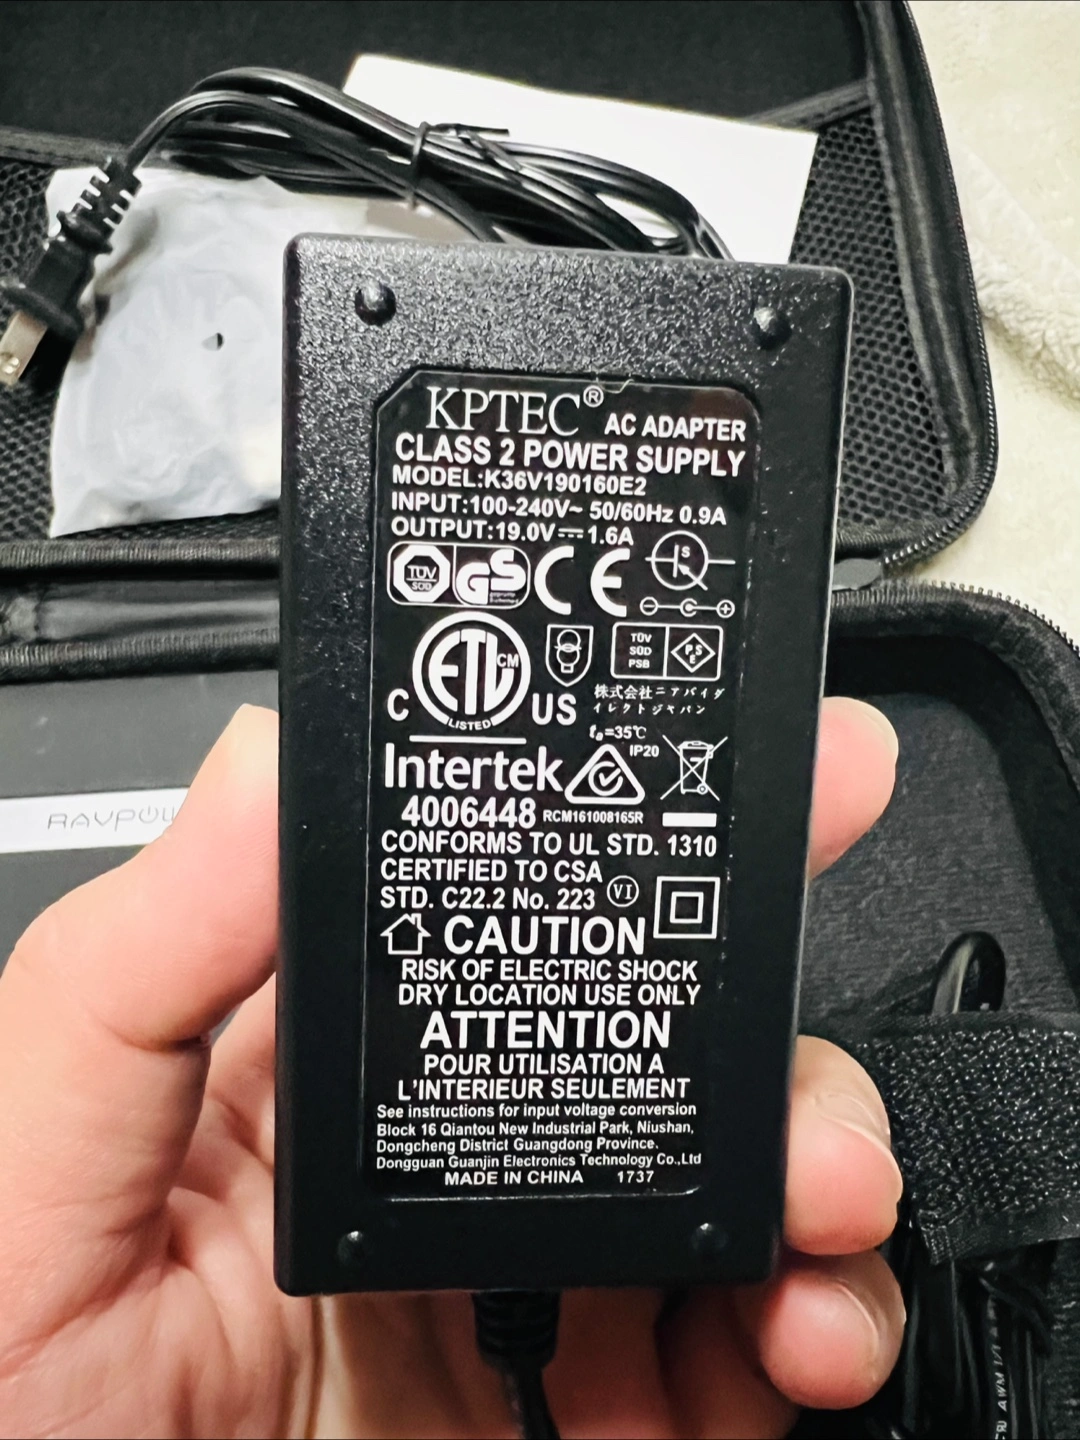 KPTEC® AC ADAPTER
CLASS 2 POWER SUPPLY
MODEL:K36V190160E2
INPUT:100-240V~ 50/60Hz 0.9A
OUTPUT:19.0V⎓1.6A
TÜV
SÜD
GS
CE
S
ETL CM
LISTED
C US
TÜV
SÜD
PSB
PSE
株式会社ニアバイダ
イレクトジャパン
ta=35℃
IP20
Intertek
4006448 RCM161008165R
CONFORMS TO UL STD. 1310
CERTIFIED TO CSA
STD. C22.2 No. 223 VI
CAUTION
RISK OF ELECTRIC SHOCK
DRY LOCATION USE ONLY
ATTENTION
POUR UTILISATION A
L'INTERIEUR SEULEMENT
See instructions for input voltage conversion
Block 16 Qiantou New Industrial Park, Niushan,
Dongcheng District Guangdong Province.
Dongguan Guanjin Electronics Technology Co.,Ltd
MADE IN CHINA 1737
RAVPOW
AWM